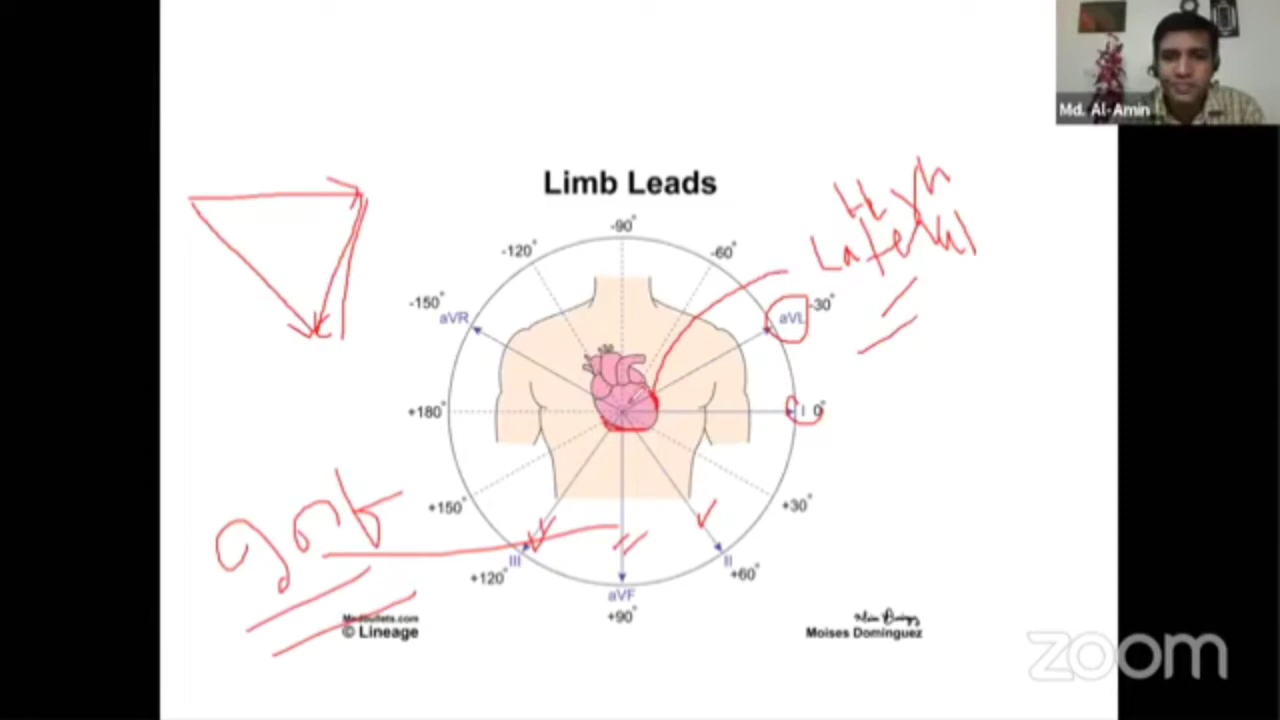 Md. Al-Amin
Limb Leads
-90°
-120°
-60°
High
Lateral
-150°
-30°
aVR
aVL
+180°
I 0°
+150°
+30°
III
II
+120°
+60°
aVF
+90°
Medbullets.com
© Lineage
Moises Dominguez
zoom